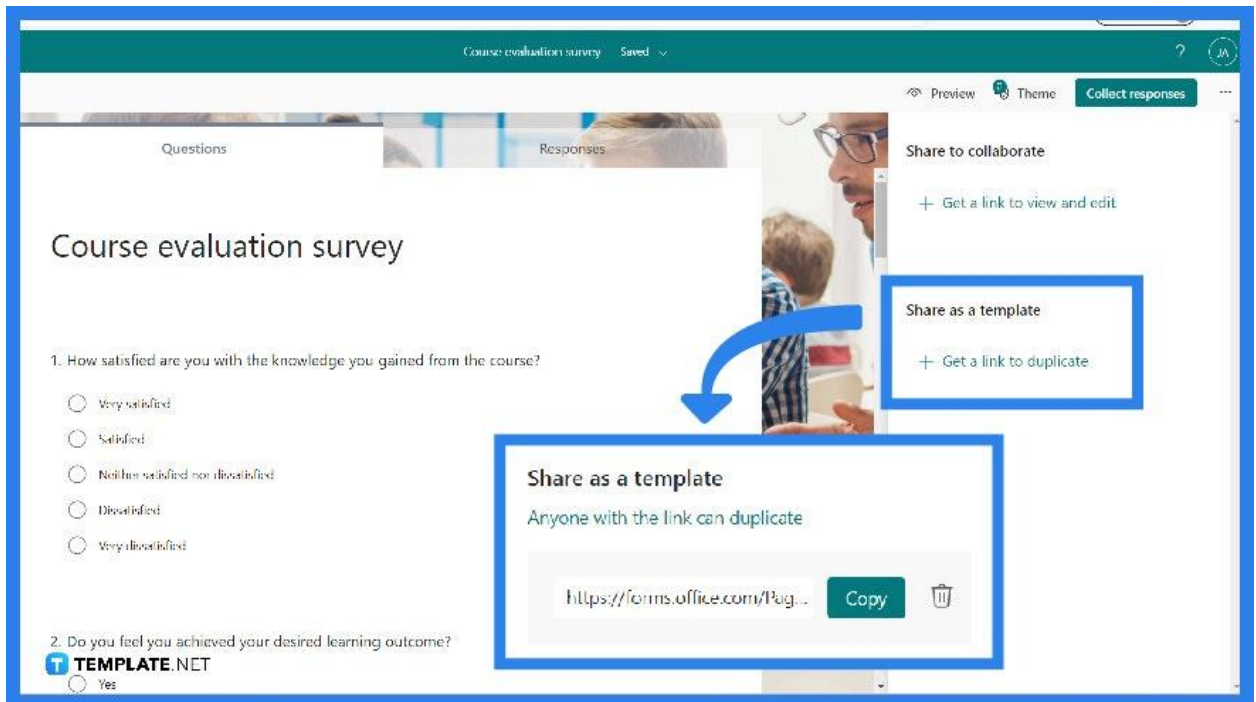 Course evaluation survey Saved
? JA
Preview Theme Collect responses ...
Questions Responses
Share to collaborate
+ Get a link to view and edit
Course evaluation survey
Share as a template
+ Get a link to duplicate
1. How satisfied are you with the knowledge you gained from the course?
Very satisfied
Satisfied
Neither satisfied nor dissatisfied
Dissatisfied
Very dissatisfied
Share as a template
Anyone with the link can duplicate
https://forms.office.com/Pag... Copy
2. Do you feel you achieved your desired learning outcome?
T TEMPLATE.NET
Yes